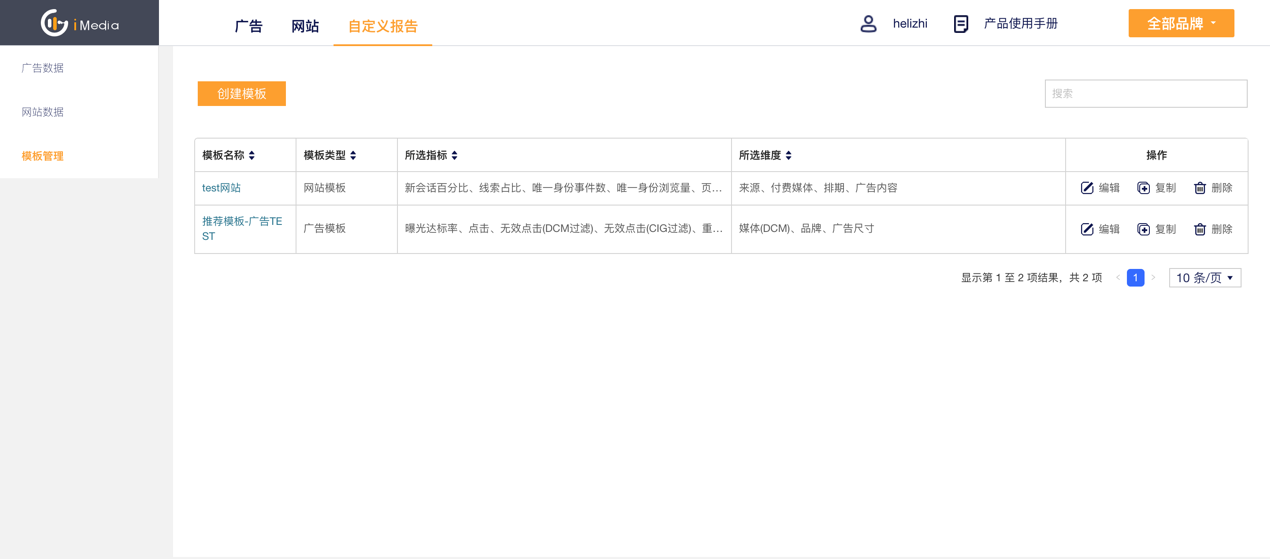 iMedia
广告
网站
自定义报告
helizhi
产品使用手册
全部品牌
广告数据
网站数据
模板管理
创建模板
搜索
模板名称
模板类型
所选指标
所选维度
操作
test网站
网站模板
新会话百分比、线索占比、唯一身份事件数、唯一身份浏览量、页...
来源、付费媒体、排期、广告内容
编辑
复制
删除
推荐模板-广告TE
ST
广告模板
曝光达标率、点击、无效点击(DCM过滤)、无效点击(CIG过滤)、重...
媒体(DCM)、品牌、广告尺寸
编辑
复制
删除
显示第 1 至 2 项结果，共 2 项
1
10 条/页